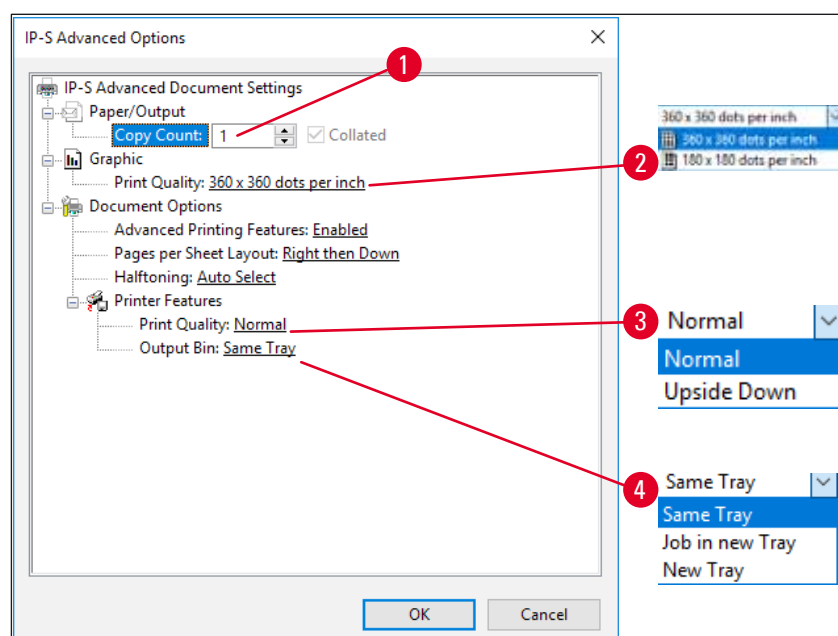 IP-S Advanced Options
1
IP-S Advanced Document Settings
Paper/Output
Copy Count: 1 Collated
Graphic
Print Quality: 360 x 360 dots per inch
Document Options
Advanced Printing Features: Enabled
Pages per Sheet Layout: Right then Down
Halftoning: Auto Select
Printer Features
Print Quality: Normal
Output Bin: Same Tray
OK
Cancel
2
360 x 360 dots per inch
360 x 360 dots per inch
180 x 180 dots per inch
3
Normal
Normal
Upside Down
4
Same Tray
Same Tray
Job in new Tray
New Tray